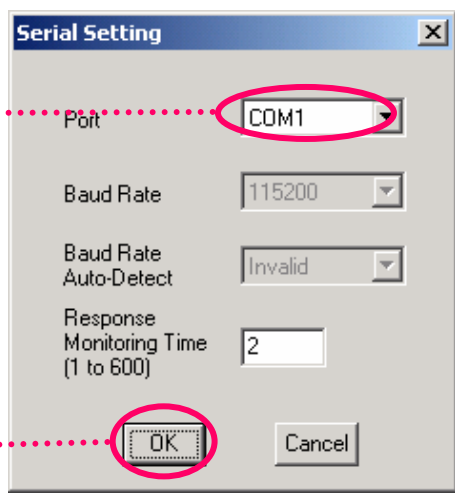 Serial Setting
Port COM1
Baud Rate 115200
Baud Rate
Auto-Detect Invalid
Response
Monitoring Time
(1 to 600) 2
OK Cancel